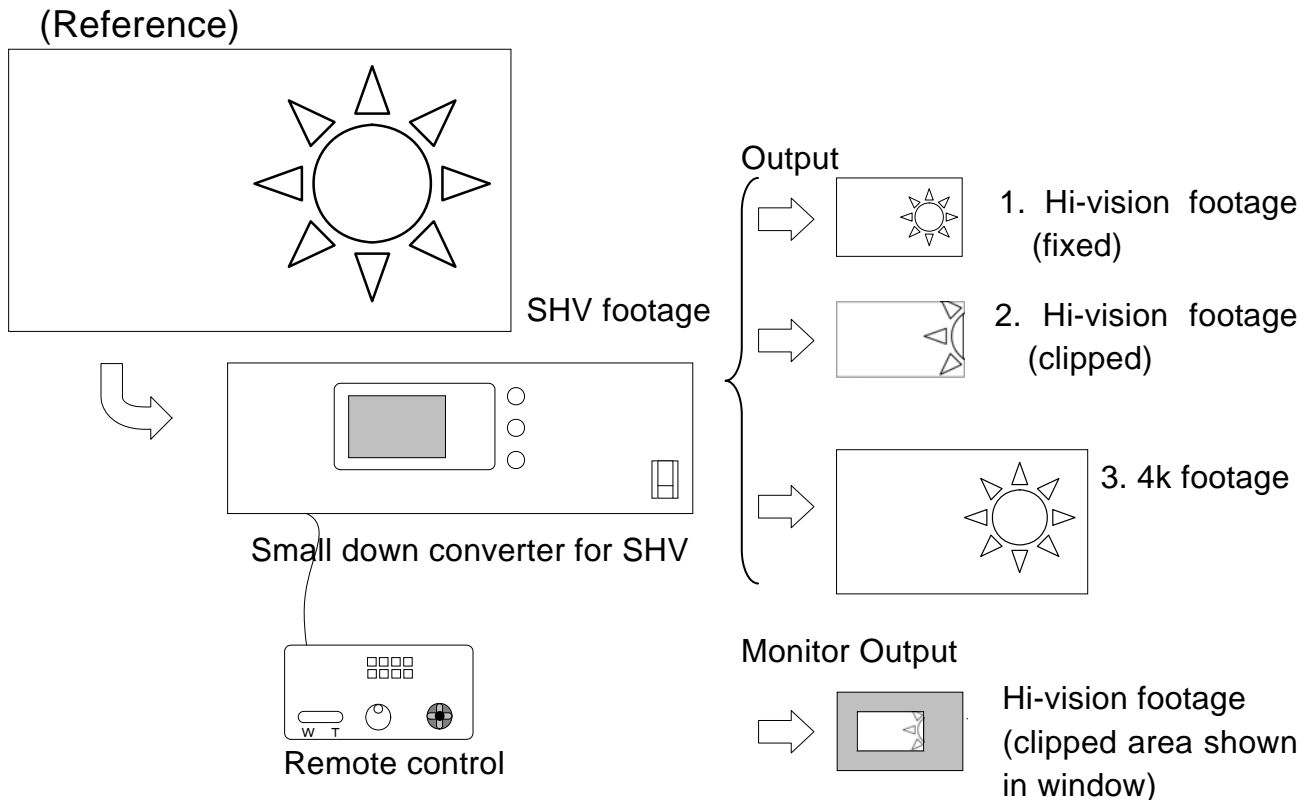 (Reference)
SHV footage
Small down converter for SHV
W T
Remote control
Output
1. Hi-vision footage
(fixed)
2. Hi-vision footage
(clipped)
3. 4k footage
Monitor Output
Hi-vision footage
(clipped area shown
in window)